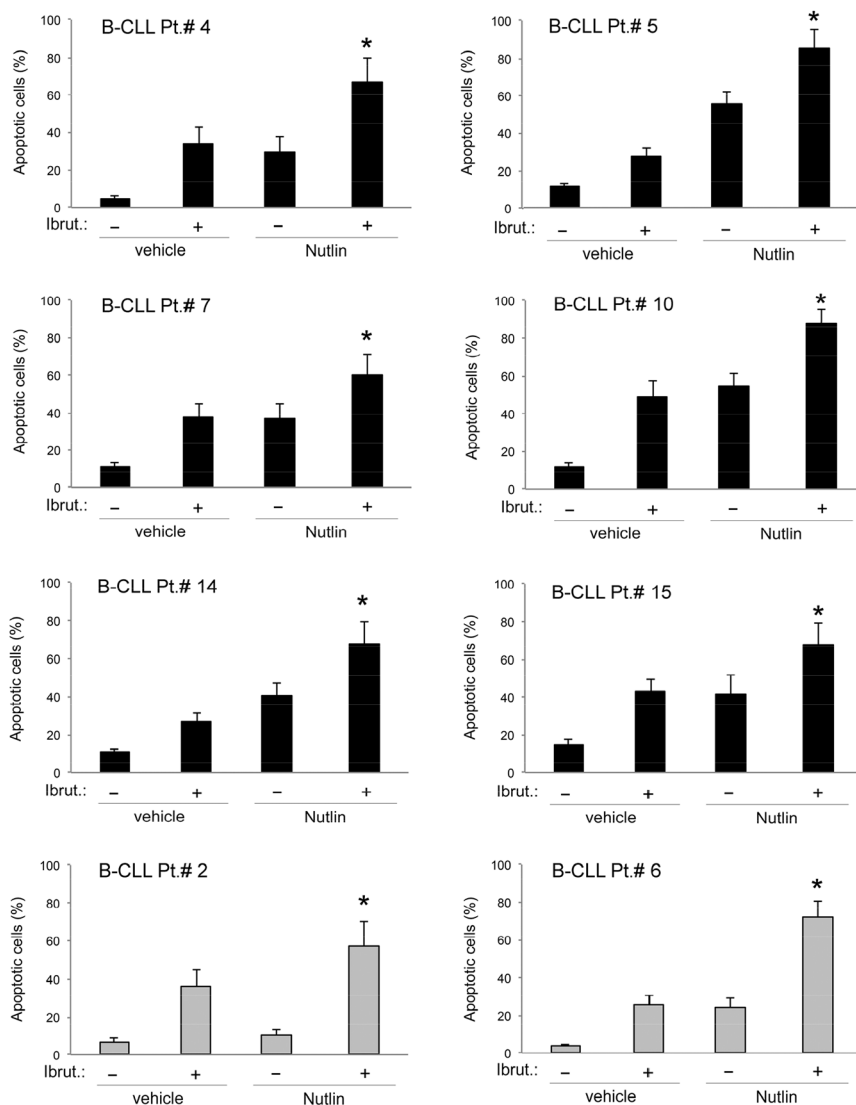 B-CLL Pt.# 4
Apoptotic cells (%)
100
80
60
40
20
0
*
Ibrut.: – + – +
vehicle Nutlin
B-CLL Pt.# 5
Apoptotic cells (%)
100
80
60
40
20
0
*
Ibrut.: – + – +
vehicle Nutlin
B-CLL Pt.# 7
Apoptotic cells (%)
100
80
60
40
20
0
*
Ibrut.: – + – +
vehicle Nutlin
B-CLL Pt.# 10
Apoptotic cells (%)
100
80
60
40
20
0
*
Ibrut.: – + – +
vehicle Nutlin
B-CLL Pt.# 14
Apoptotic cells (%)
100
80
60
40
20
0
*
Ibrut.: – + – +
vehicle Nutlin
B-CLL Pt.# 15
Apoptotic cells (%)
100
80
60
40
20
0
*
Ibrut.: – + – +
vehicle Nutlin
B-CLL Pt.# 2
Apoptotic cells (%)
100
80
60
40
20
0
*
Ibrut.: – + – +
vehicle Nutlin
B-CLL Pt.# 6
Apoptotic cells (%)
100
80
60
40
20
0
*
Ibrut.: – + – +
vehicle Nutlin